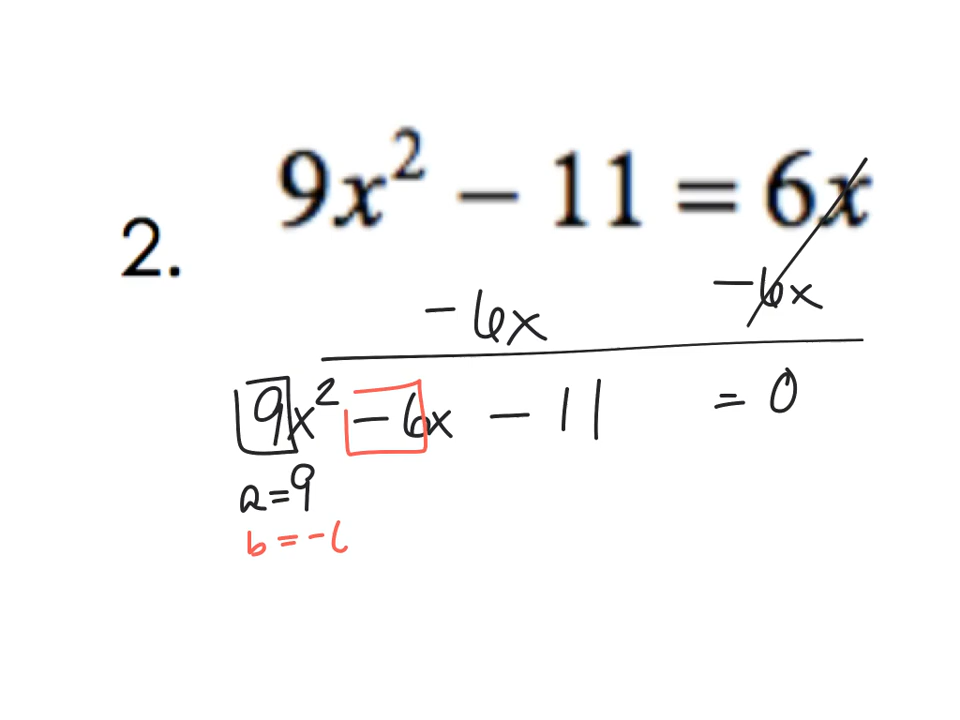 2. 9x² − 11 = 6x
−6x −6x
9x² −6x − 11 = 0
a=9
b=-6